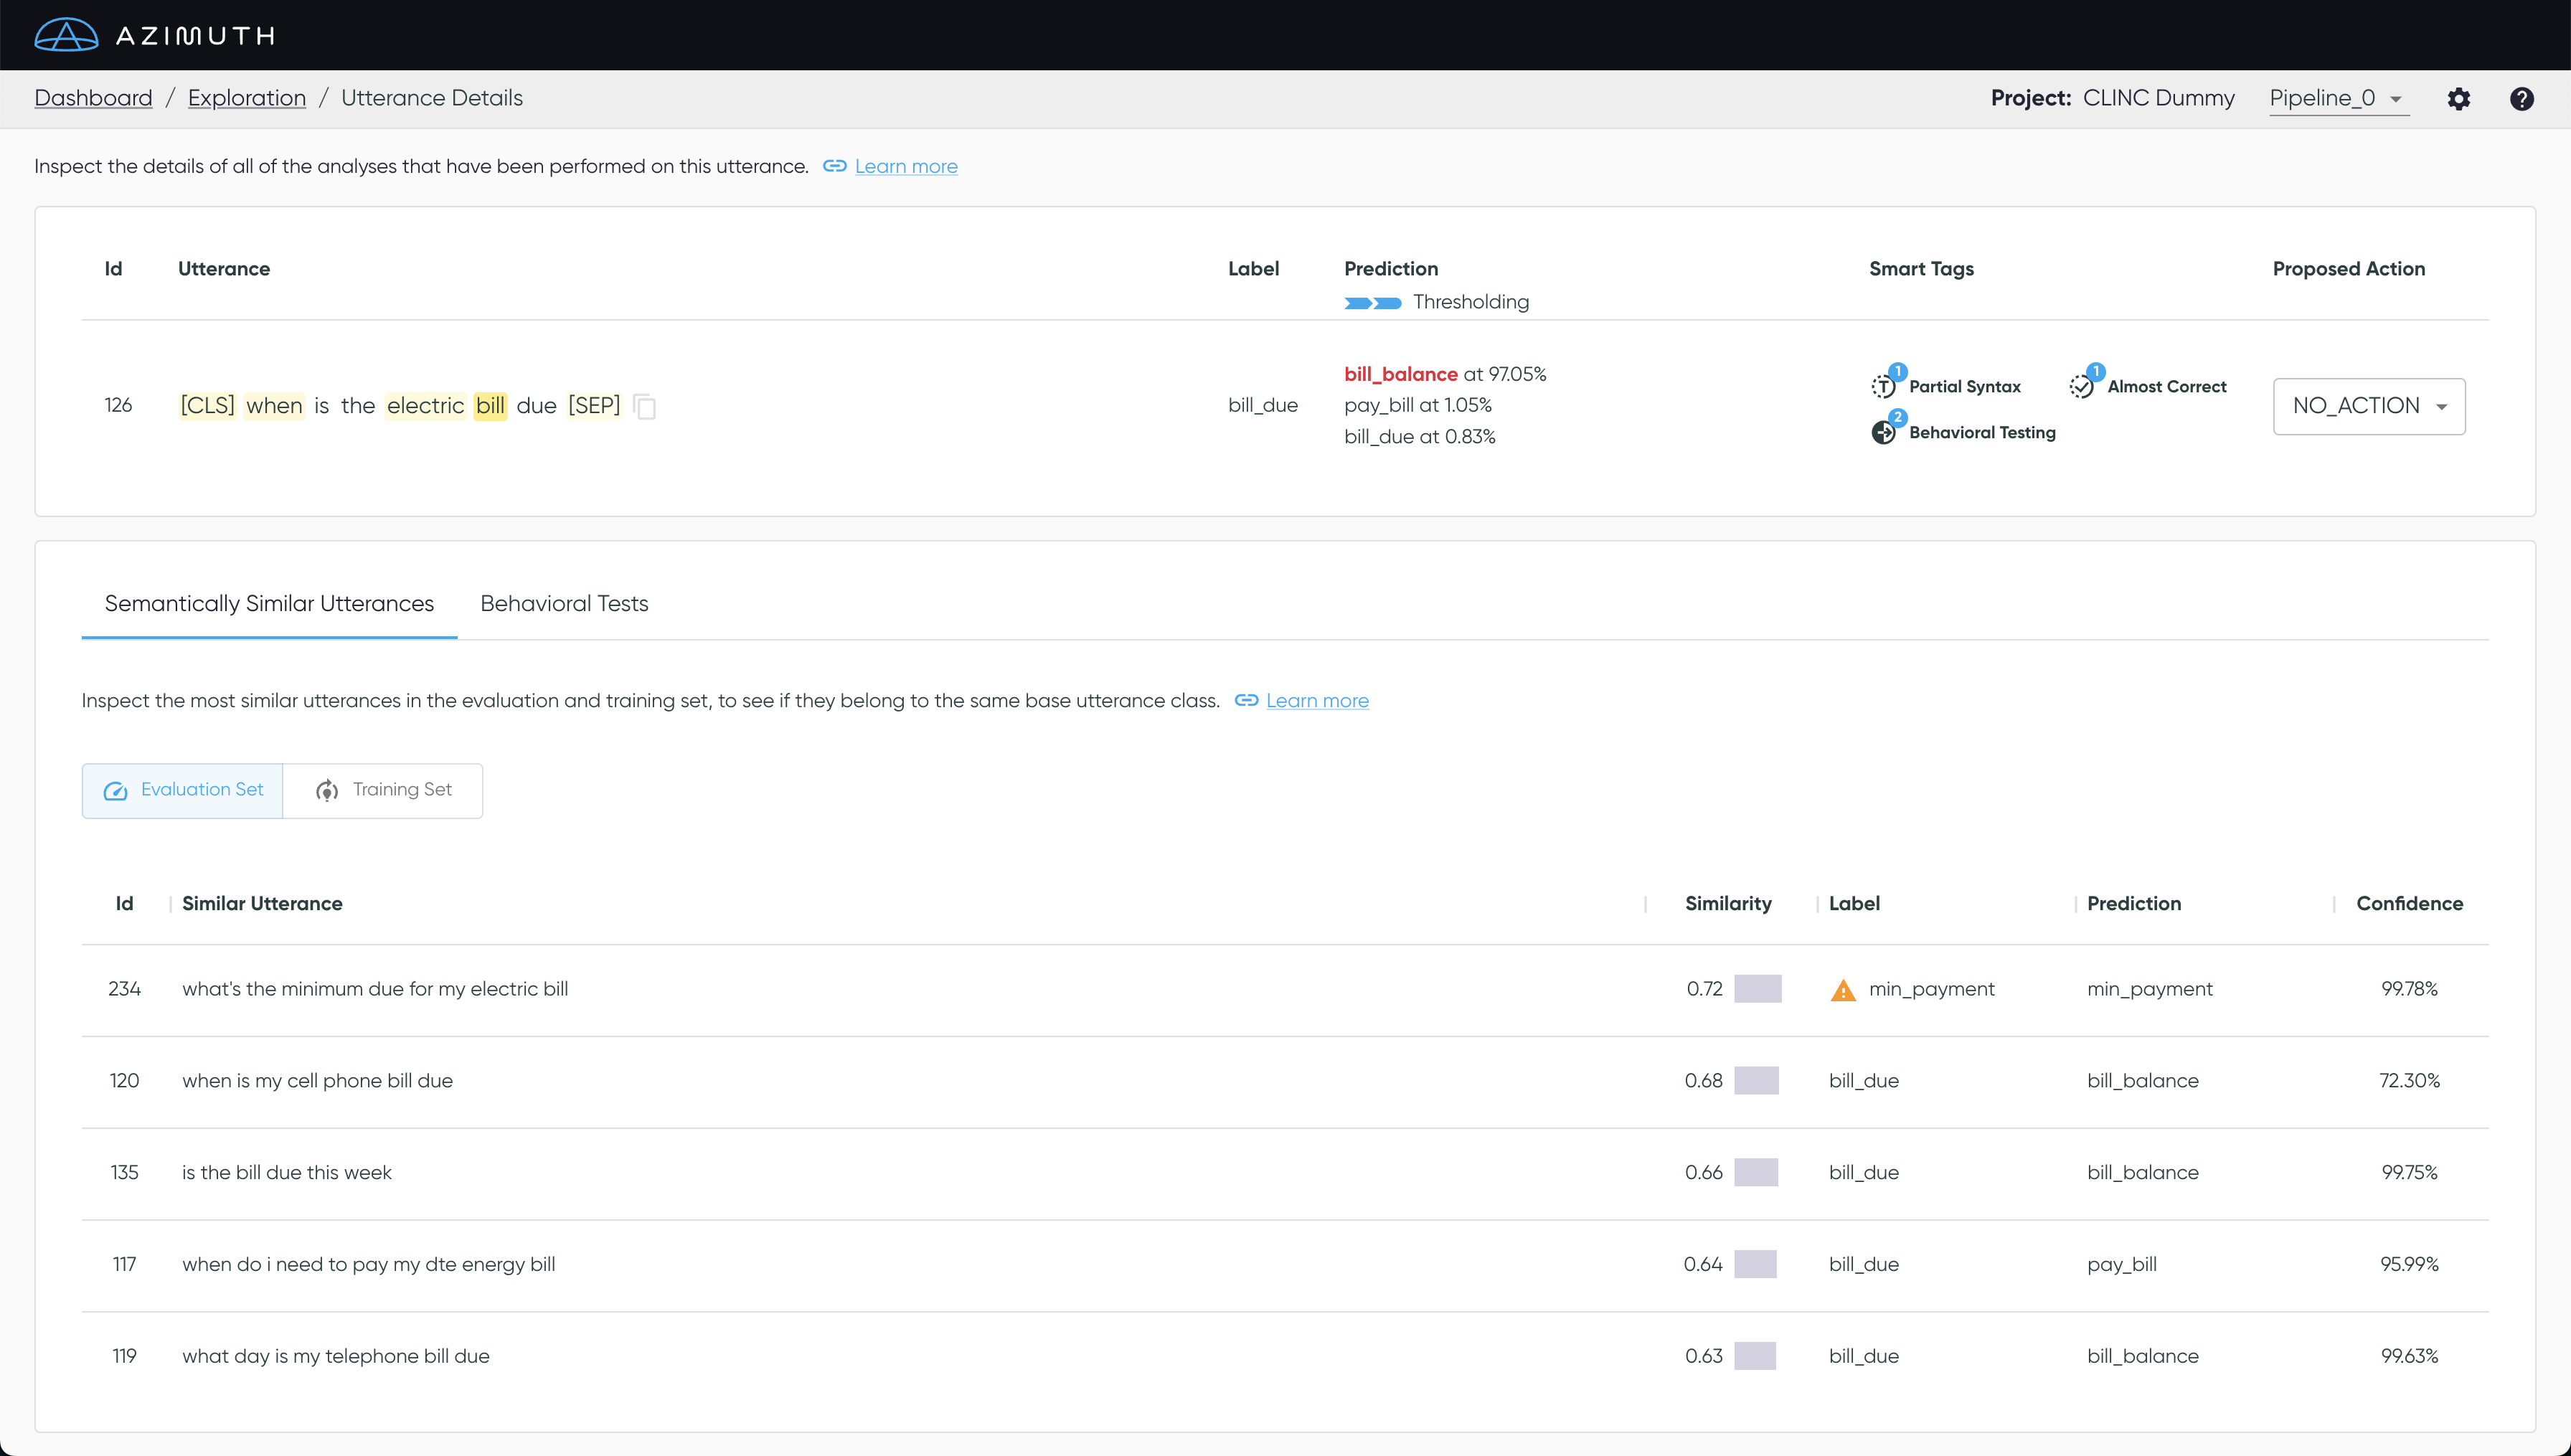 AZIMUTH
Dashboard / Exploration / Utterance Details
Project: CLINC Dummy Pipeline_0
Inspect the details of all of the analyses that have been performed on this utterance. Learn more
Id Utterance Label Prediction Smart Tags Proposed Action
Thresholding
126 [CLS] when is the electric bill due [SEP] bill_due
bill_balance at 97.05%
pay_bill at 1.05%
bill_due at 0.83%
1 Partial Syntax 1 Almost Correct
2 Behavioral Testing
NO_ACTION
Semantically Similar Utterances Behavioral Tests
Inspect the most similar utterances in the evaluation and training set, to see if they belong to the same base utterance class. Learn more
Evaluation Set Training Set
Id Similar Utterance Similarity Label Prediction Confidence
234 what's the minimum due for my electric bill 0.72 min_payment min_payment 99.78%
120 when is my cell phone bill due 0.68 bill_due bill_balance 72.30%
135 is the bill due this week 0.66 bill_due bill_balance 99.75%
117 when do i need to pay my dte energy bill 0.64 bill_due pay_bill 95.99%
119 what day is my telephone bill due 0.63 bill_due bill_balance 99.63%